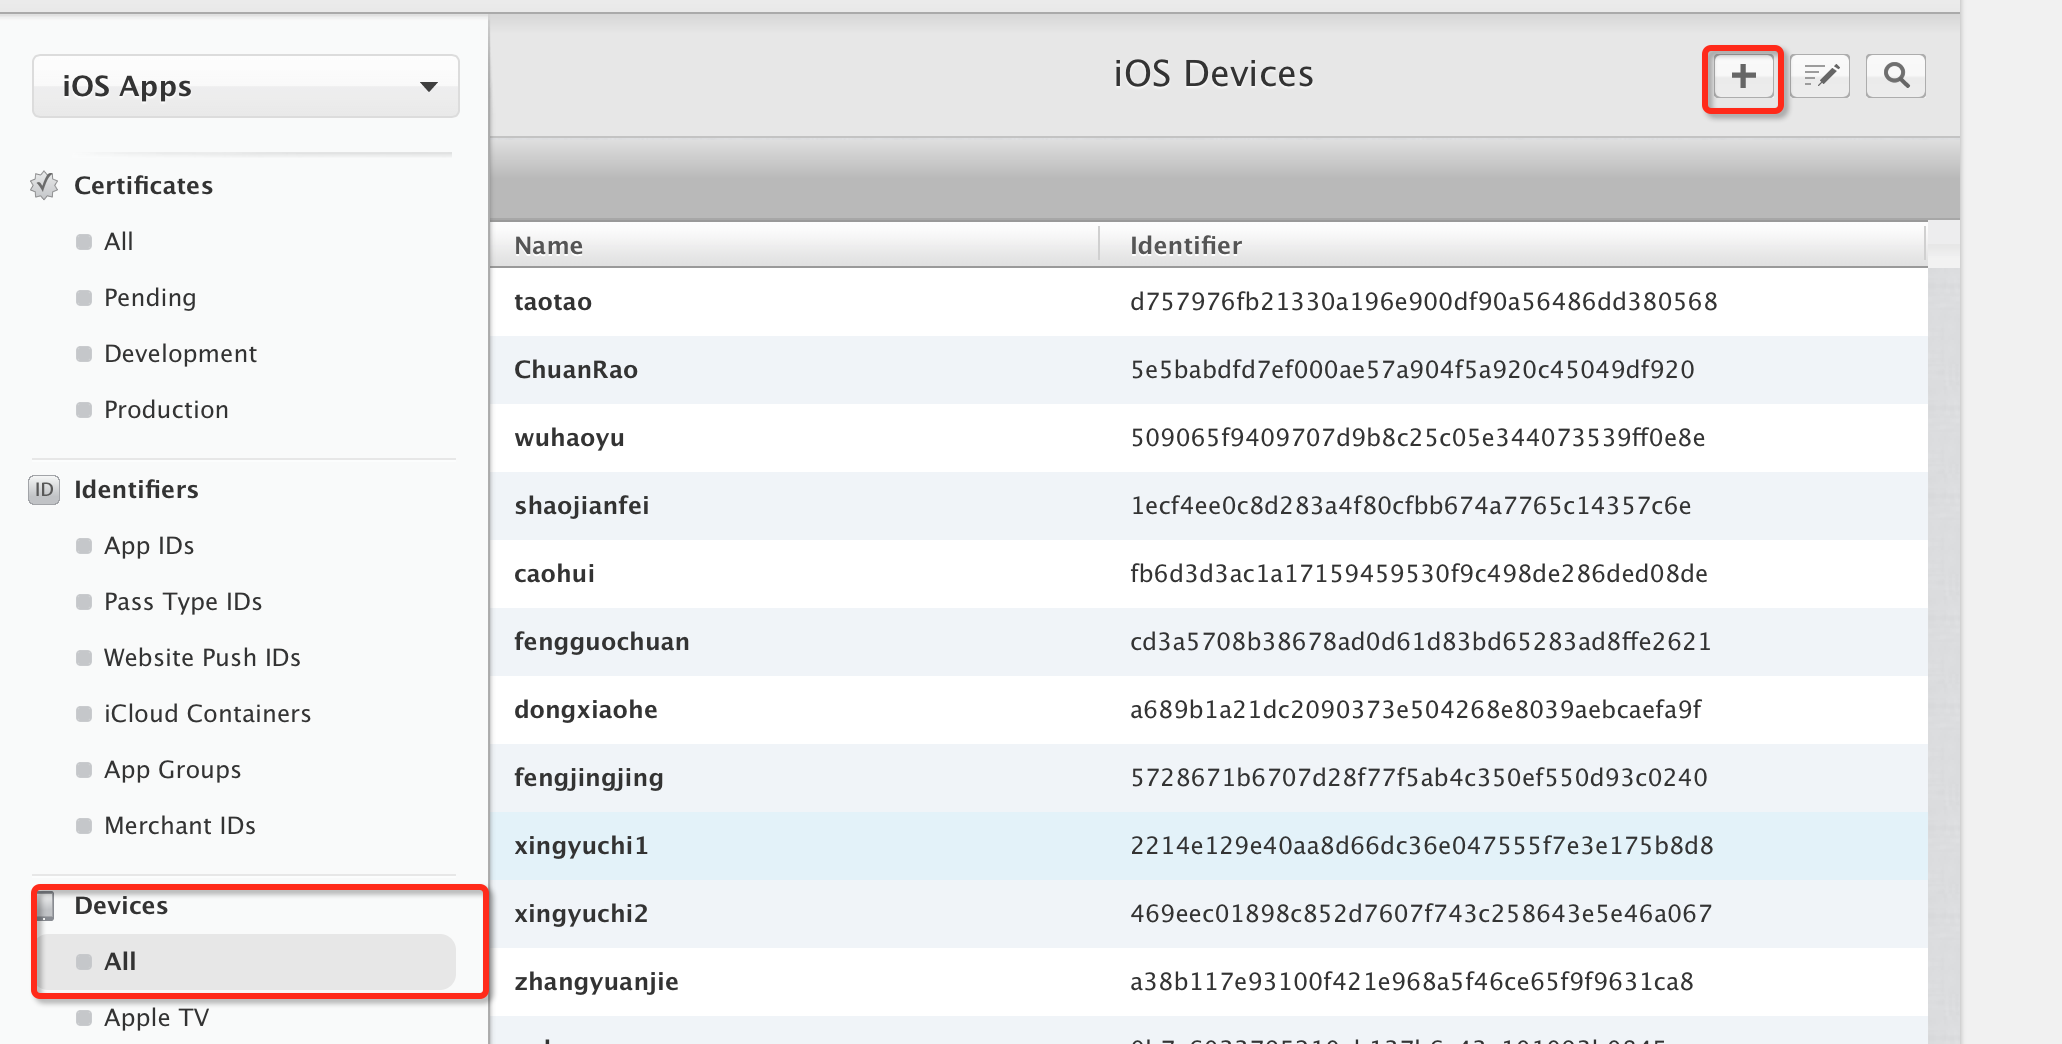 iOS Apps
Certificates
All
Pending
Development
Production
ID Identifiers
App IDs
Pass Type IDs
Website Push IDs
iCloud Containers
App Groups
Merchant IDs
Devices
All
Apple TV
iOS Devices
Name Identifier
taotao d757976fb21330a196e900df90a56486dd380568
ChuanRao 5e5babdfd7ef000ae57a904f5a920c45049df920
wuhaoyu 509065f9409707d9b8c25c05e344073539ff0e8e
shaojianfei 1ecf4ee0c8d283a4f80cfbb674a7765c14357c6e
caohui fb6d3d3ac1a17159459530f9c498de286ded08de
fengguochuan cd3a5708b38678ad0d61d83bd65283ad8ffe2621
dongxiaohe a689b1a21dc2090373e504268e8039aebcaefa9f
fengjingjing 5728671b6707d28f77f5ab4c350ef550d93c0240
xingyuchi1 2214e129e40aa8d66dc36e047555f7e3e175b8d8
xingyuchi2 469eec01898c852d7607f743c258643e5e46a067
zhangyuanjie a38b117e93100f421e968a5f46ce65f9f9631ca8